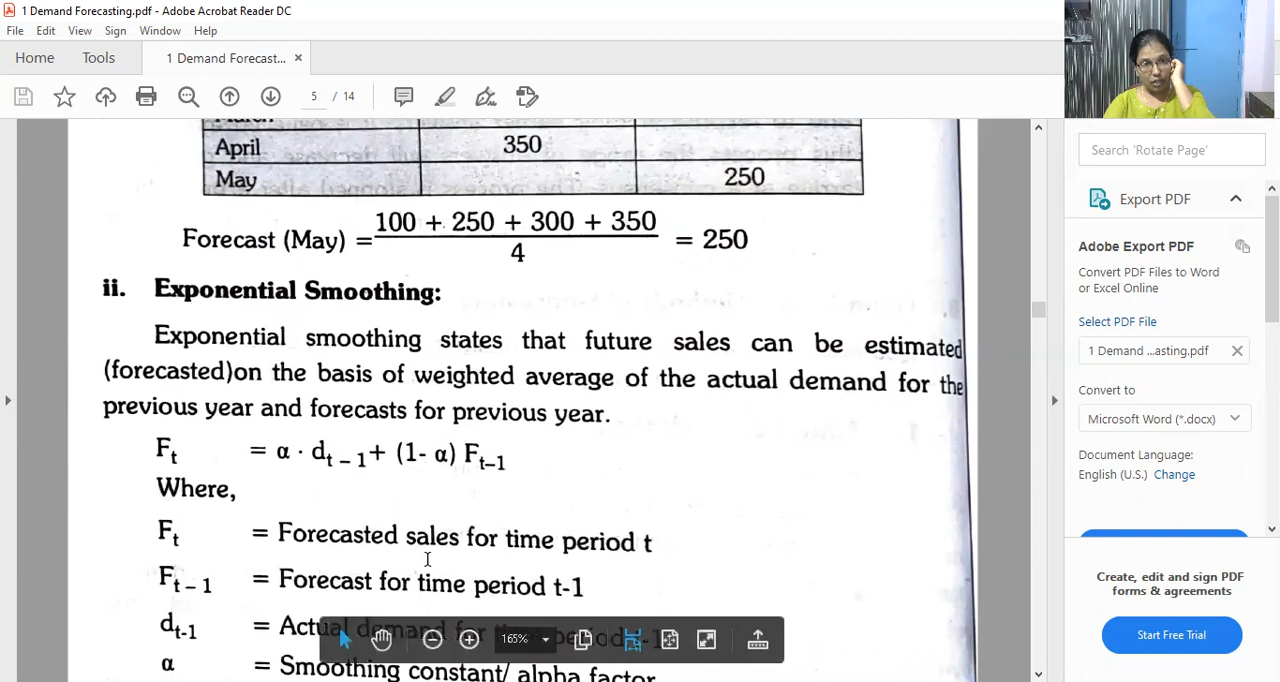 1 Demand Forecasting.pdf - Adobe Acrobat Reader DC
File Edit View Sign Window Help
Home Tools 1 Demand Forecast... ×
5 / 14
April 350
May 250
Forecast (May) = 100 + 250 + 300 + 350 / 4 = 250
ii. Exponential Smoothing:
Exponential smoothing states that future sales can be estimated
(forecasted)on the basis of weighted average of the actual demand for the
previous year and forecasts for previous year.
Ft = α · dt – 1+ (1- α) Ft–1
Where,
Ft = Forecasted sales for time period t
Ft – 1 = Forecast for time period t-1
dt-1 = Actual demand for time period t-1
α = Smoothing constant/ alpha factor
165%
Search 'Rotate Page'
Export PDF
Adobe Export PDF
Convert PDF Files to Word
or Excel Online
Select PDF File
1 Demand ...asting.pdf
Convert to
Microsoft Word (*.docx)
Document Language:
English (U.S.) Change
Create, edit and sign PDF
forms & agreements
Start Free Trial